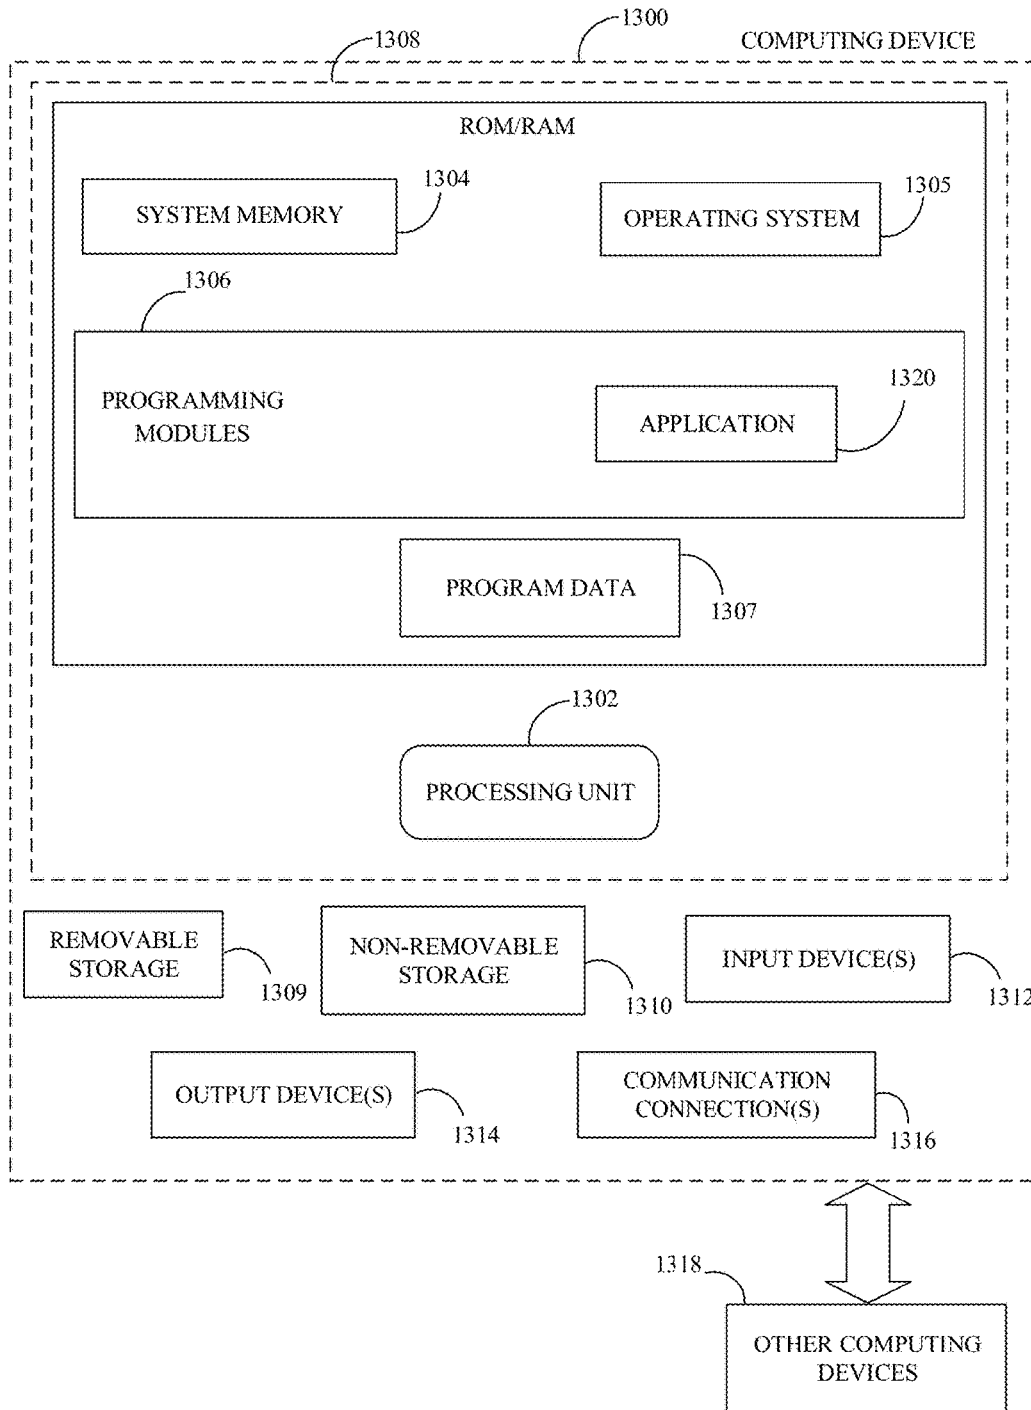 1300
COMPUTING DEVICE
1308
ROM/RAM
SYSTEM MEMORY
1304
OPERATING SYSTEM
1305
1306
PROGRAMMING
MODULES
APPLICATION
1320
PROGRAM DATA
1307
1302
PROCESSING UNIT
REMOVABLE
STORAGE
1309
NON-REMOVABLE
STORAGE
1310
INPUT DEVICE(S)
1312
OUTPUT DEVICE(S)
1314
COMMUNICATION
CONNECTION(S)
1316
1318
OTHER COMPUTING
DEVICES